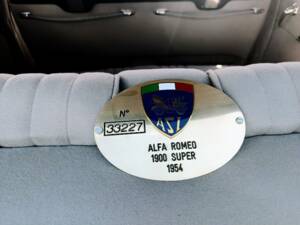 ASI
N°
33227
ALFA ROMEO
1900 SUPER
1954